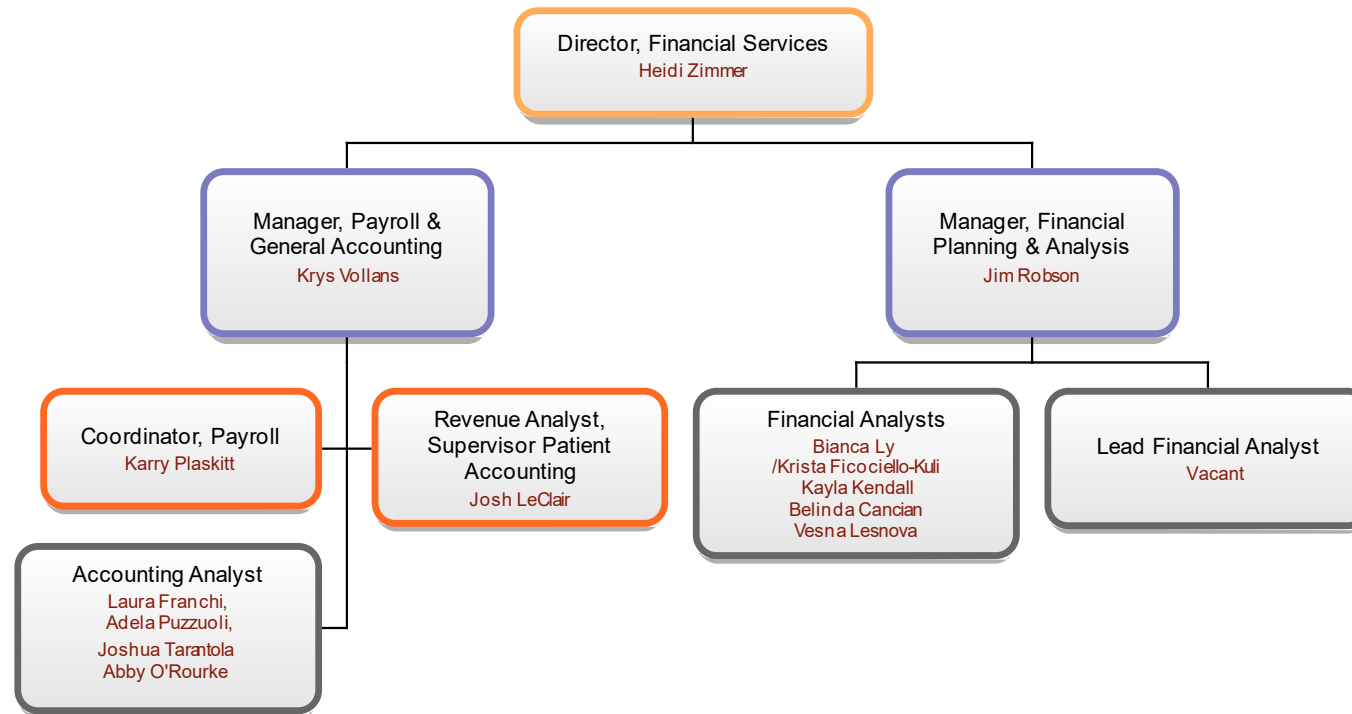 Director, Financial Services
Heidi Zimmer
Manager, Payroll &
General Accounting
Krys Vollans
Manager, Financial
Planning & Analysis
Jim Robson
Coordinator, Payroll
Karry Plaskitt
Revenue Analyst,
Supervisor Patient
Accounting
Josh LeClair
Financial Analysts
Bianca Ly
/Krista Ficociello-Kuli
Kayla Kendall
Belinda Cancian
Vesna Lesnova
Lead Financial Analyst
Vacant
Accounting Analyst
Laura Franchi,
Adela Puzzuoli,
Joshua Tarantola
Abby O'Rourke